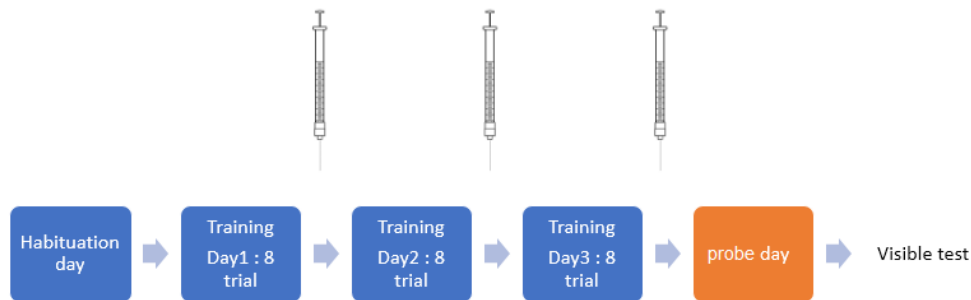 Habituation
day
Training
Day1 : 8
trial
Training
Day2 : 8
trial
Training
Day3 : 8
trial
probe day
Visible test